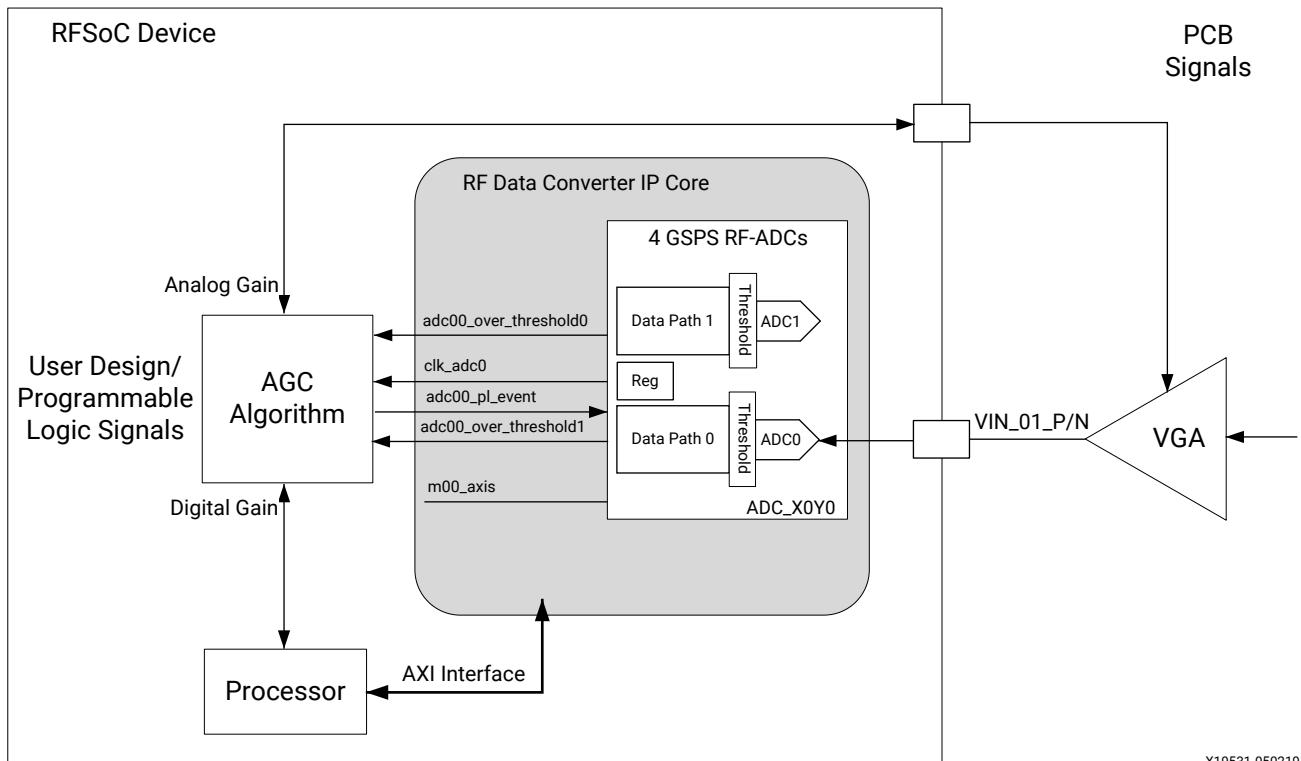 RFSoC Device
PCB
Signals
RF Data Converter IP Core
4 GSPS RF-ADCs
Analog Gain
adc00_over_threshold0
Data Path 1
Threshold
ADC1
User Design/
Programmable
Logic Signals
AGC
Algorithm
clk_adc0
Reg
adc00_pl_event
adc00_over_threshold1
Data Path 0
Threshold
ADC0
VIN_01_P/N
VGA
m00_axis
ADC_X0Y0
Digital Gain
Processor
AXI Interface